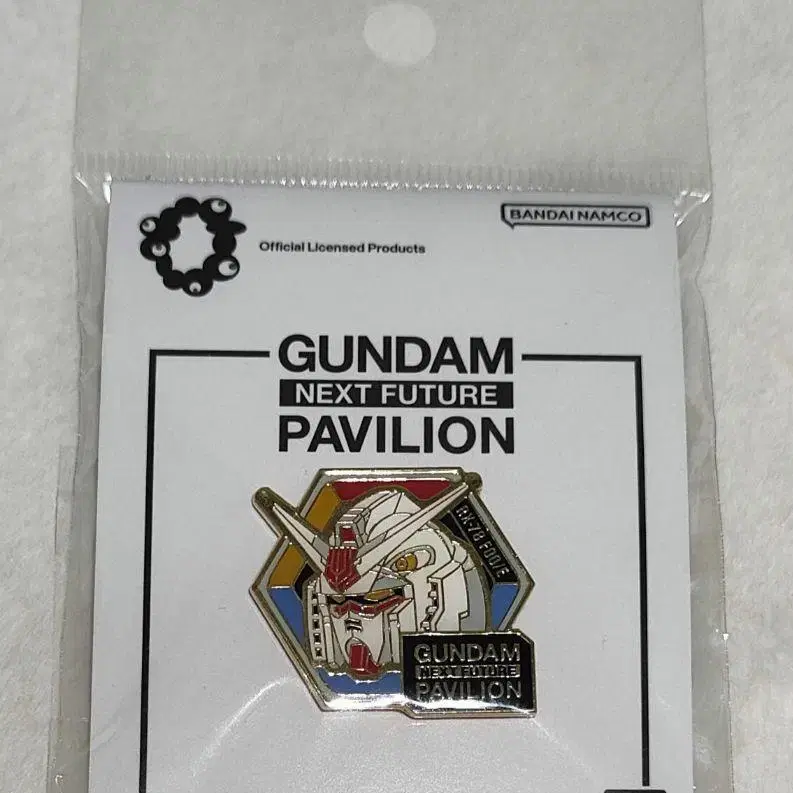 Official Licensed Products
BANDAI NAMCO
GUNDAM
NEXT FUTURE
PAVILION
RX-78 F00/E
GUNDAM
NEXT FUTURE
PAVILION